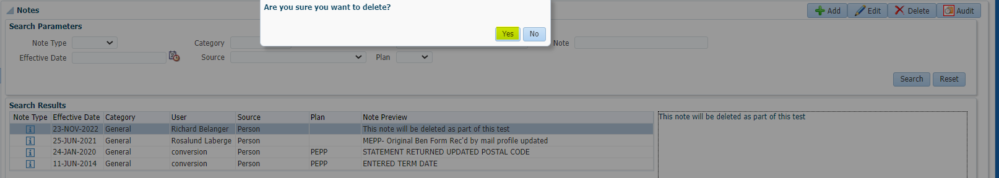 Are you sure you want to delete?
Yes No
Notes
Add Edit Delete Audit
Search Parameters
Note Type Category Note
Effective Date Source Plan
Search Reset
Search Results
Note Type Effective Date Category User Source Plan Note Preview
23-NOV-2022 General Richard Belanger Person This note will be deleted as part of this test
25-JUN-2021 General Rosalund Laberge Person MEPP- Original Ben Form Rec'd by mail profile updated
24-JAN-2020 General conversion Person PEPP STATEMENT RETURNED UPDATED POSTAL CODE
11-JUN-2014 General conversion Person PEPP ENTERED TERM DATE
This note will be deleted as part of this test